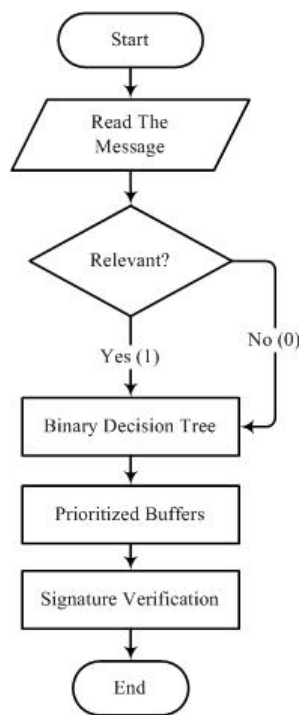 Start
Read The
Message
Relevant?
No (0)
Yes (1)
Binary Decision Tree
Prioritized Buffers
Signature Verification
End